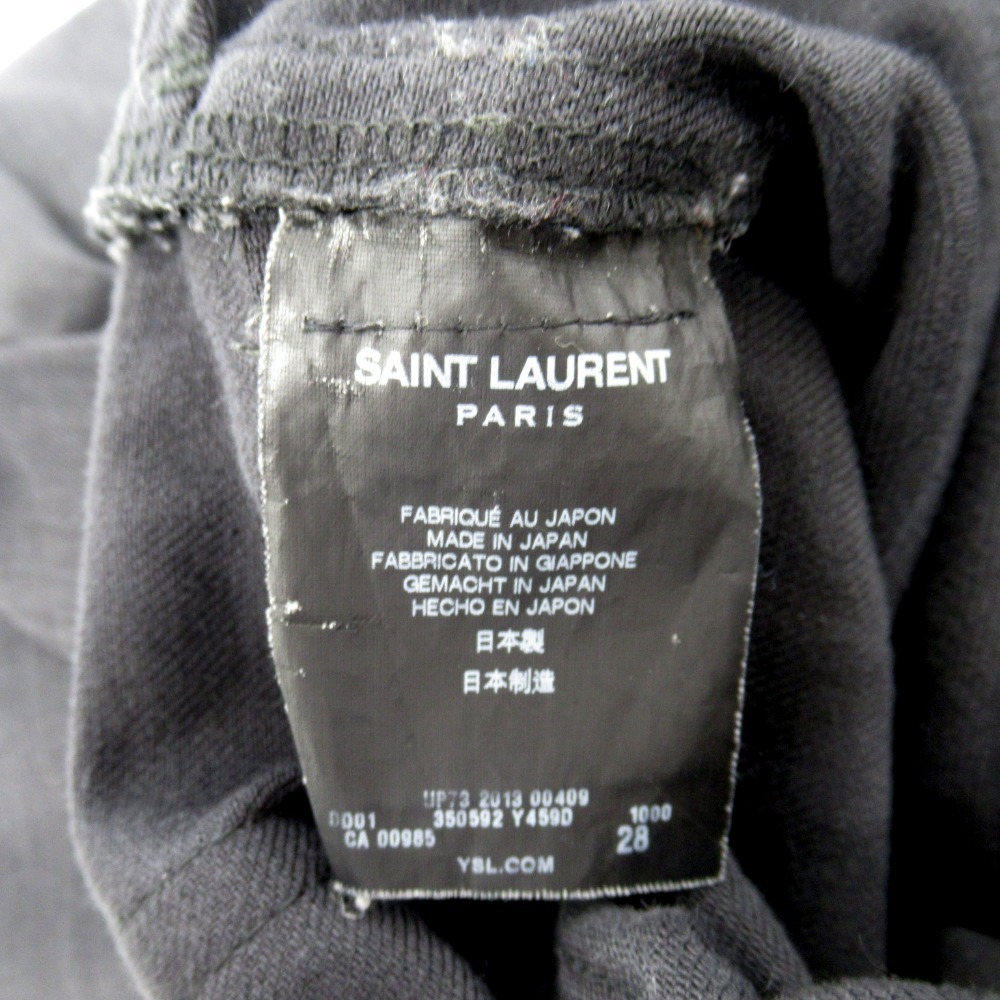 SAINT LAURENT
PARIS
FABRIQUÉ AU JAPON
MADE IN JAPAN
FABBRICATO IN GIAPPONE
GEMACHT IN JAPAN
HECHO EN JAPON
日本製
日本制造
UP73 2013 00409
0001 350592 Y459D 1000
CA 00985 28
YSL.COM